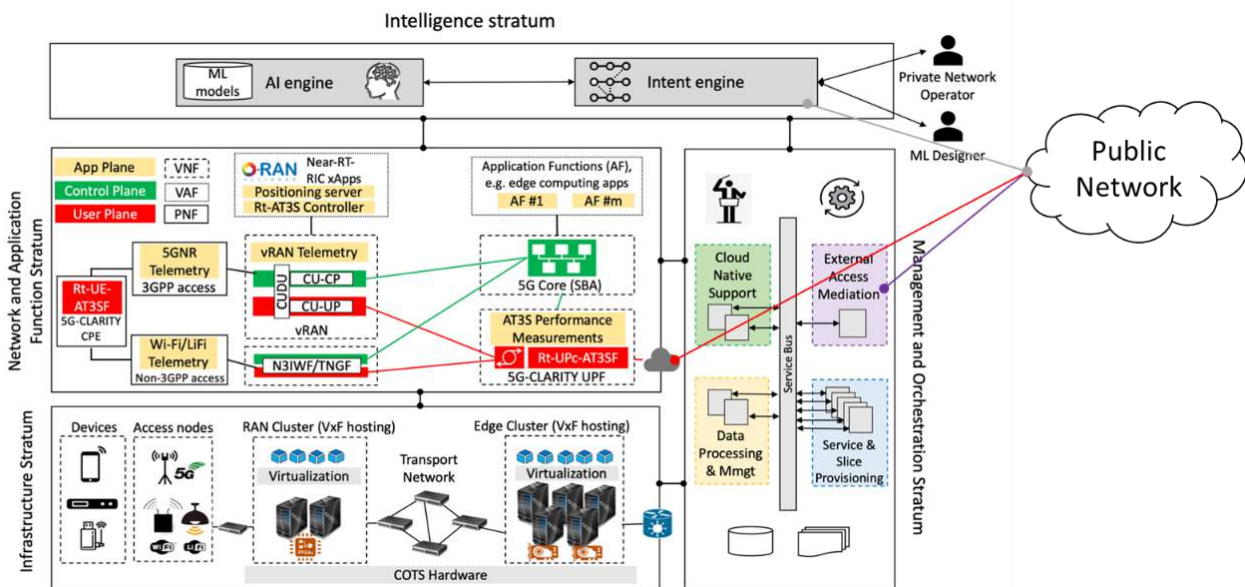 Intelligence stratum
ML
models
AI engine
Intent engine
Private Network
Operator
ML Designer
Public
Network
Network and Application
Function Stratum
App Plane
Control Plane
User Plane
VNF
VAF
PNF
O-RAN
Near-RT-
RIC xApps
Positioning server
Rt-AT3S Controller
Application Functions (AF),
e.g. edge computing apps
AF #1
AF #m
5GNR
Telemetry
3GPP access
Rt-UE-
AT3SF
5G-CLARITY
CPE
Wi-Fi/LiFi
Telemetry
Non-3GPP access
vRAN Telemetry
CUDU
CU-CP
CU-UP
vRAN
N3IWF/TNGF
5G Core (SBA)
AT3S Performance
Measurements
Rt-UPc-AT3SF
5G-CLARITY UPF
Cloud
Native
Support
External
Access
Mediation
Service Bus
Data
Processing
& Mmgt
Service &
Slice
Provisioning
Management and Orchestration Stratum
Infrastructure Stratum
Devices
Access nodes
5G
WiFi
LiFi
RAN Cluster (VxF hosting)
Virtualization
FPGAs
Transport
Network
Edge Cluster (VxF hosting)
Virtualization
COTS Hardware